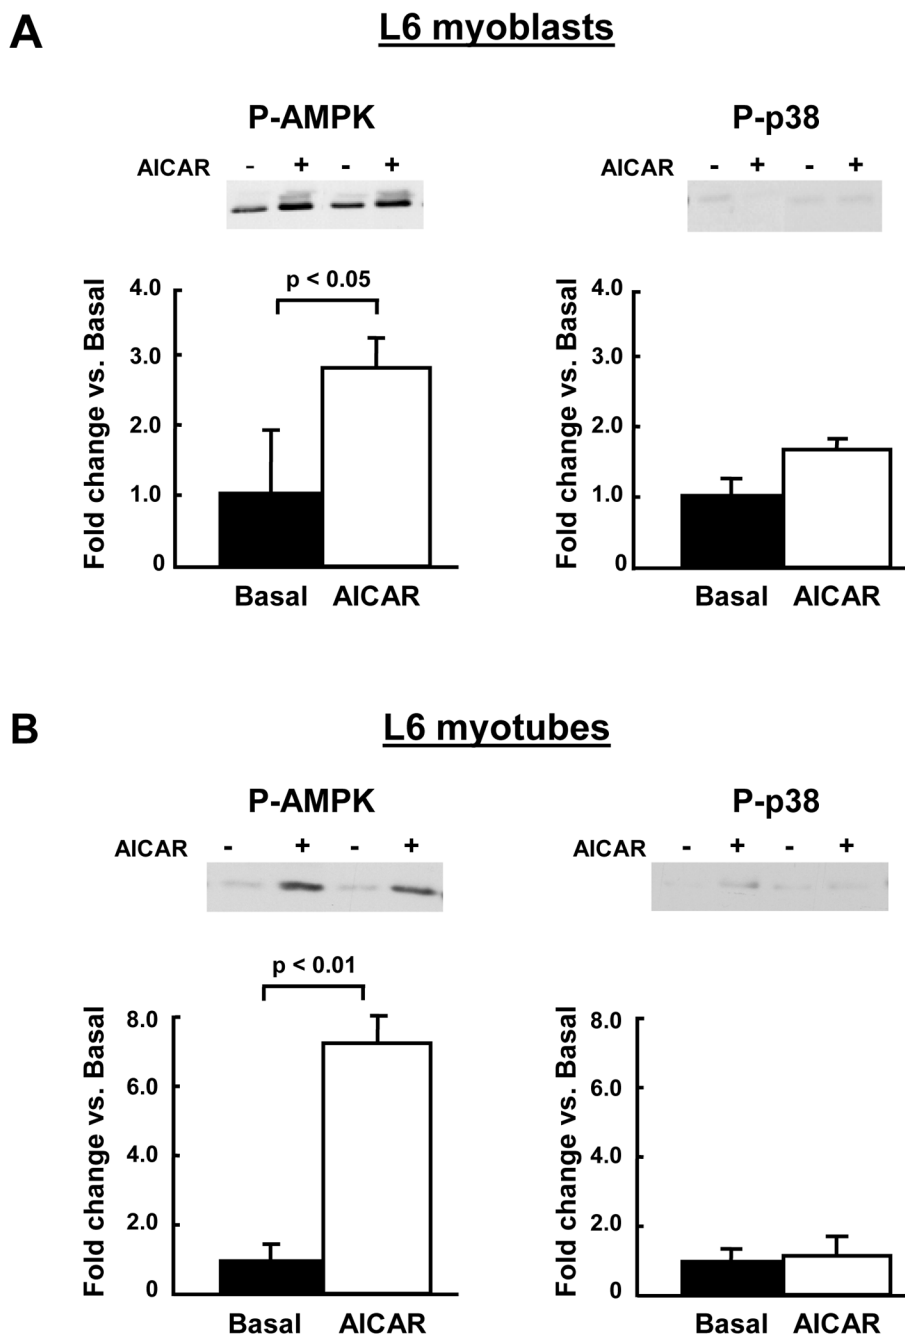 A
L6 myoblasts
P-AMPK
AICAR - + - +
p < 0.05
Fold change vs. Basal
4.0
3.0
2.0
1.0
0
Basal AICAR
P-p38
AICAR - + - +
Fold change vs. Basal
4.0
3.0
2.0
1.0
0
Basal AICAR
B
L6 myotubes
P-AMPK
AICAR - + - +
p < 0.01
Fold change vs. Basal
8.0
6.0
4.0
2.0
0
Basal AICAR
P-p38
AICAR - + - +
Fold change vs. Basal
8.0
6.0
4.0
2.0
0
Basal AICAR